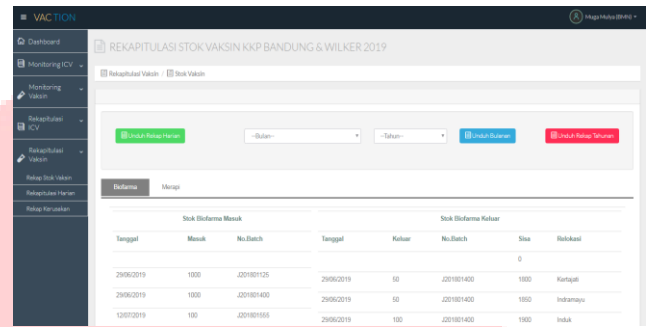 VACTION
Muga Mulya (BMN)
Dashboard
Monitoring ICV
Monitoring Vaksin
Rekapitulasi ICV
Rekapitulasi Vaksin
Rekap Stok Vaksin
Rekapitulasi Harian
Rekap Kerusakan
REKAPITULASI STOK VAKSIN KKP BANDUNG & WILKER 2019
Rekapitulasi Vaksin / Stok Vaksin
Unduh Rekap Harian --Bulan-- --Tahun-- Unduh Bulanan Unduh Rekap Tahunan
Biofarma Merapi
Stok Biofarma Masuk Stok Biofarma Keluar
Tanggal Masuk No.Batch Tanggal Keluar No.Batch Sisa Relokasi
0
29/06/2019 1000 J201801125 29/06/2019 50 J201801400 1800 Kertajati
29/06/2019 1000 J201801400 29/06/2019 50 J201801400 1850 Indramayu
12/07/2019 100 J201801555 29/06/2019 100 J201801400 1900 Induk